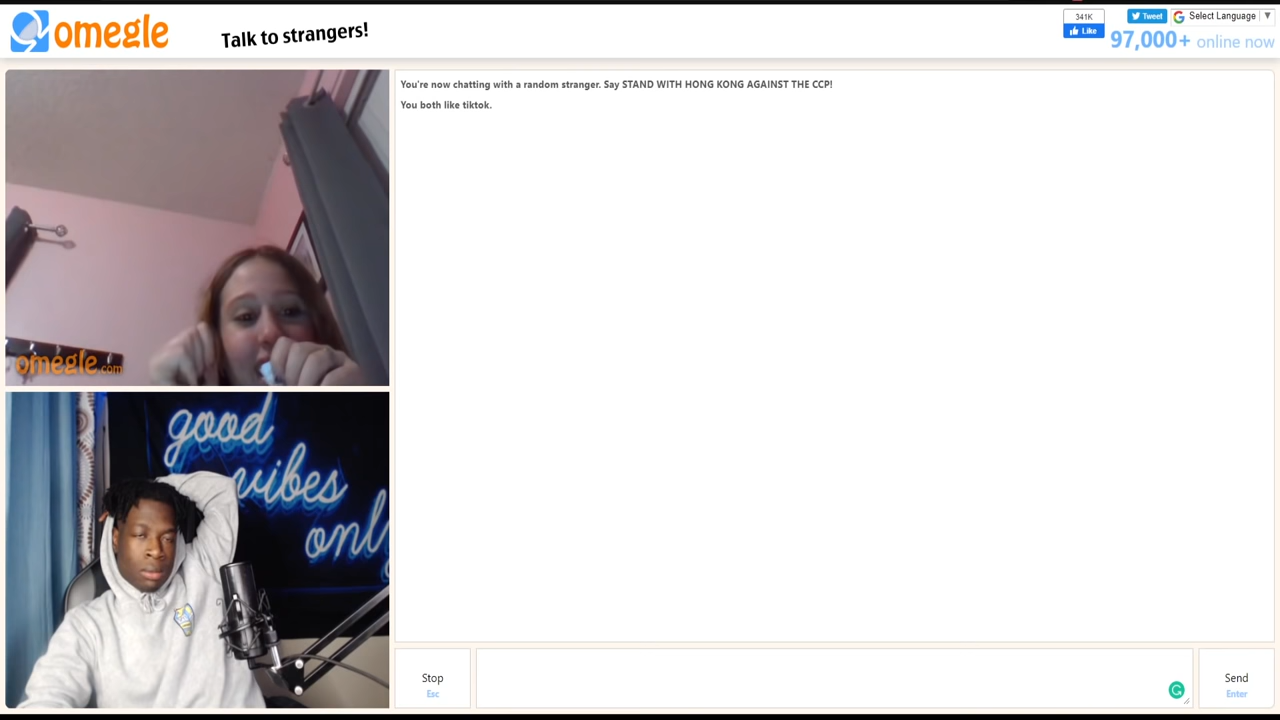 omegle
Talk to strangers!
341K
Like
Tweet
Select Language
97,000+ online now
You're now chatting with a random stranger. Say STAND WITH HONG KONG AGAINST THE CCP!
You both like tiktok.
omegle.com
good
vibes
only
Stop
Esc
Send
Enter